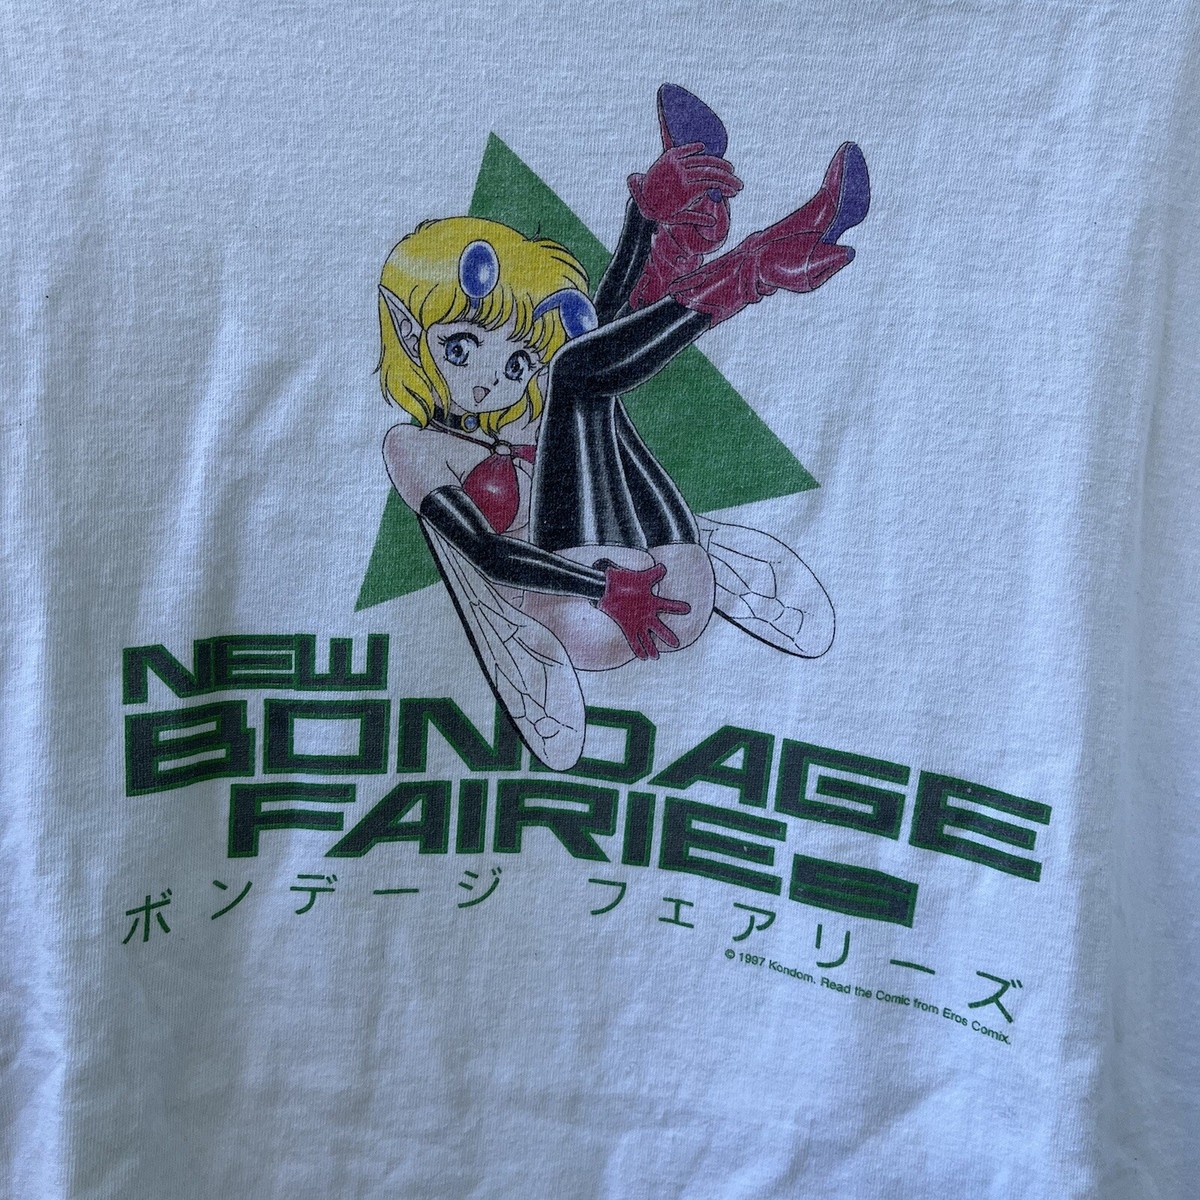 NEW
BONDAGE
FAIRIES
ボンデージ フェアリーズ
© 1997 Kondom. Read the Comic from Eros Comix.